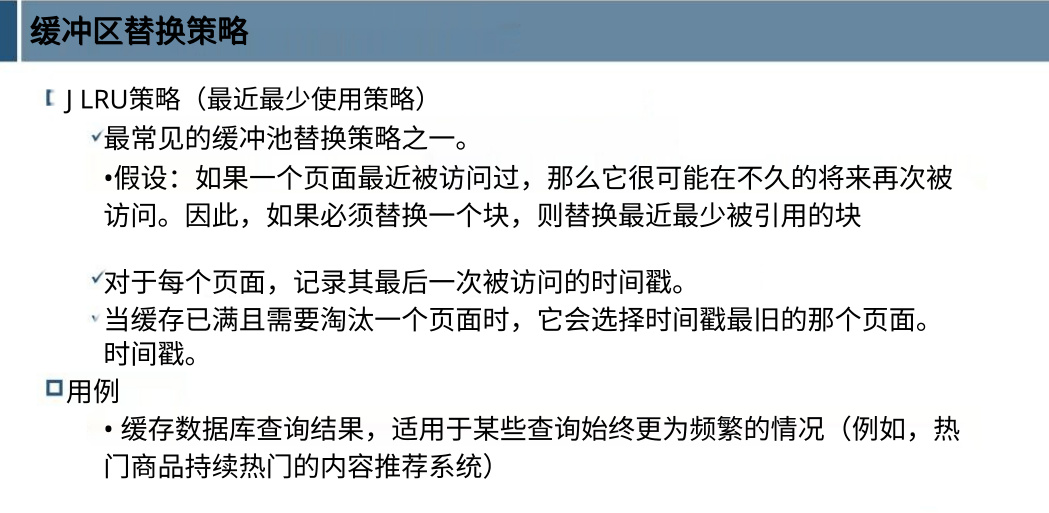 缓冲区替换策略
J LRU策略（最近最少使用策略）
✓最常见的缓冲池替换策略之一。
•假设：如果一个页面最近被访问过，那么它很可能在不久的将来再次被
访问。因此，如果必须替换一个块，则替换最近最少被引用的块
✓对于每个页面，记录其最后一次被访问的时间戳。
当缓存已满且需要淘汰一个页面时，它会选择时间戳最旧的那个页面。
时间戳。
用例
• 缓存数据库查询结果，适用于某些查询始终更为频繁的情况（例如，热
门商品持续热门的内容推荐系统）